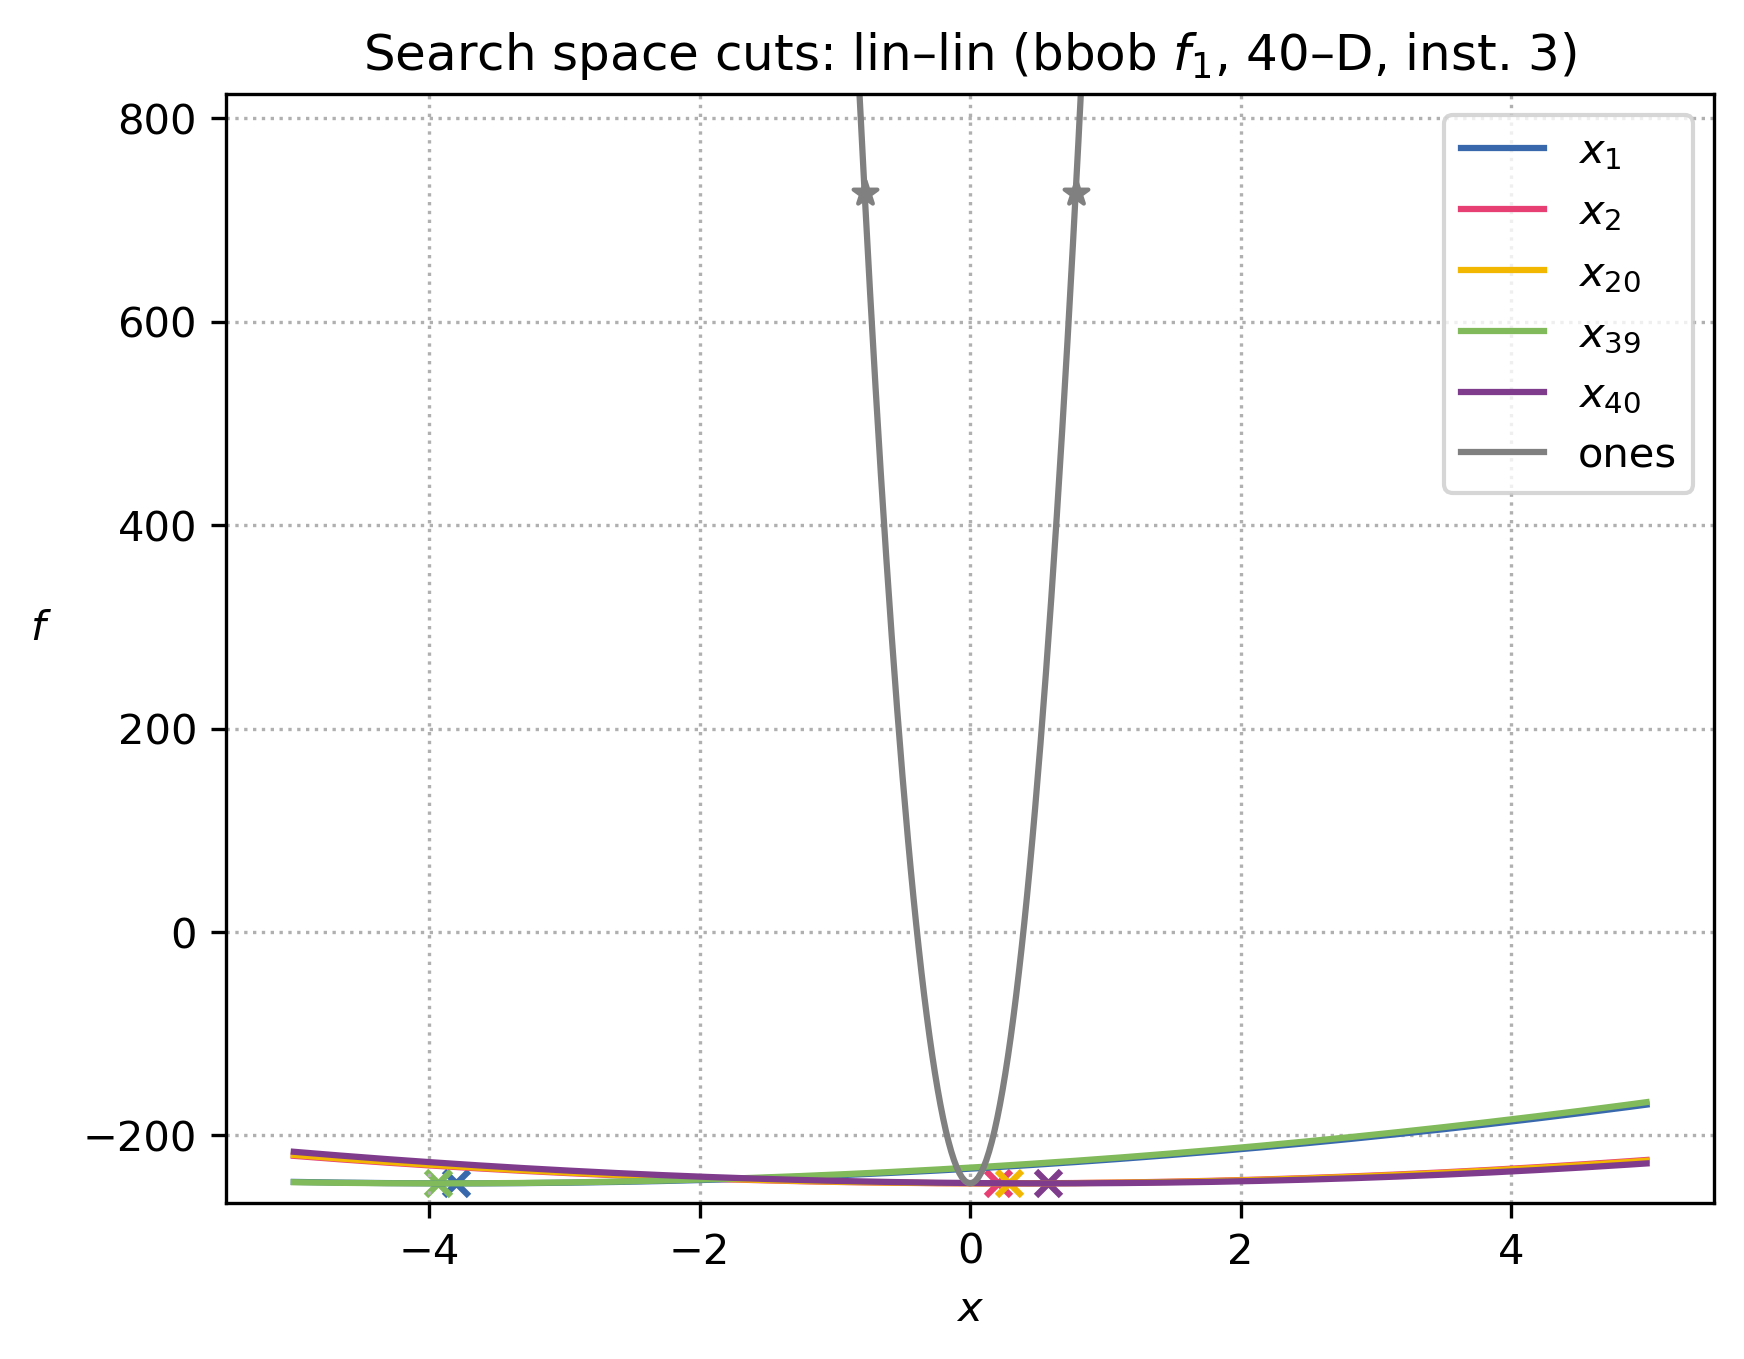 Search space cuts: lin–lin (bbob f₁, 40–D, inst. 3)
800
600
400
200
0
−200
f
−4
−2
0
2
4
x
x₁
x₂
x₂₀
x₃₉
x₄₀
ones